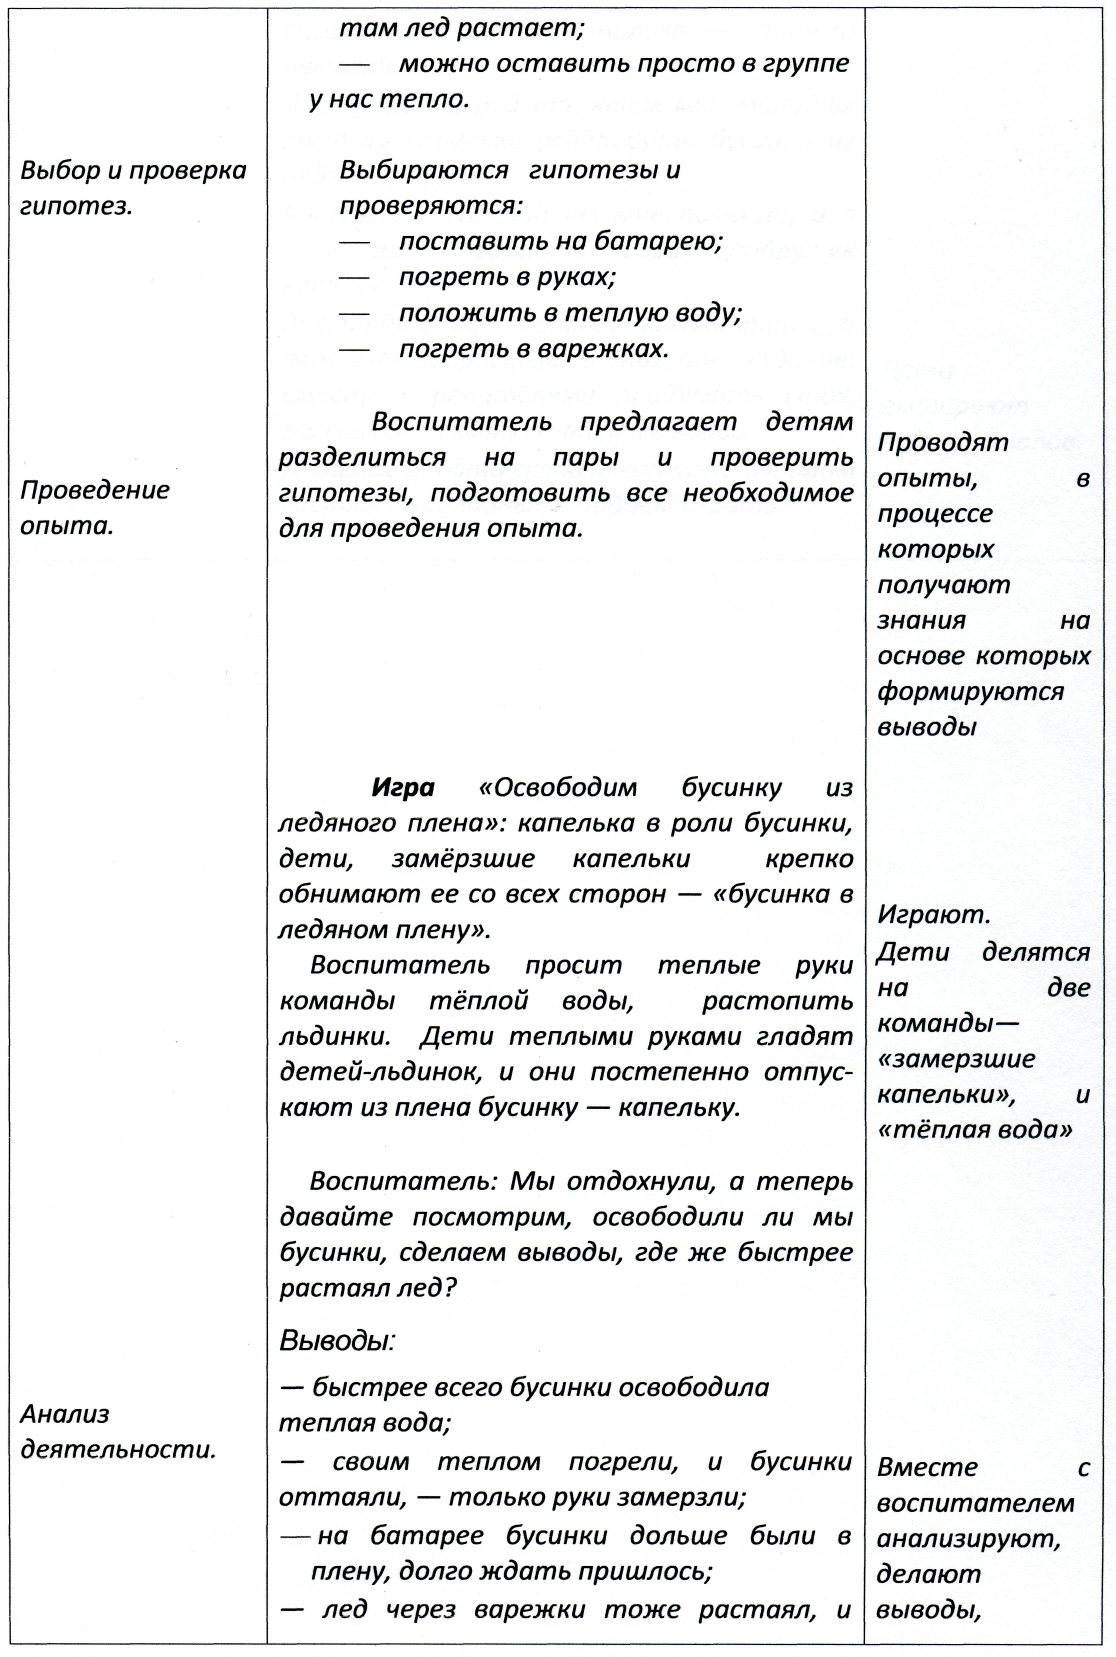 там лед растает;
— можно оставить просто в группе
у нас тепло.
Выбор и проверка
гипотез.
Выбираются гипотезы и
проверяются:
— поставить на батарею;
— погреть в руках;
— положить в теплую воду;
— погреть в варежках.
Проведение
опыта.
Воспитатель предлагает детям
разделиться на пары и проверить
гипотезы, подготовить все необходимое
для проведения опыта.
Проводят
опыты, в
процессе
которых
получают
знания на
основе которых
формируются
выводы
Игра «Освободим бусинку из
ледяного плена»: капелька в роли бусинки,
дети, замёрзшие капельки крепко
обнимают ее со всех сторон — «бусинка в
ледяном плену».
Воспитатель просит теплые руки
команды тёплой воды, растопить
льдинки. Дети теплыми руками гладят
детей-льдинок, и они постепенно отпус-
кают из плена бусинку — капельку.
Играют.
Дети делятся
на две
команды—
«замерзшие
капельки», и
«тёплая вода»
Воспитатель: Мы отдохнули, а теперь
давайте посмотрим, освободили ли мы
бусинки, сделаем выводы, где же быстрее
растаял лед?
Анализ
деятельности.
Выводы:
— быстрее всего бусинки освободила
теплая вода;
— своим теплом погрели, и бусинки
оттаяли, — только руки замерзли;
— на батарее бусинки дольше были в
плену, долго ждать пришлось;
— лед через варежки тоже растаял, и
Вместе с
воспитателем
анализируют,
делают
выводы,